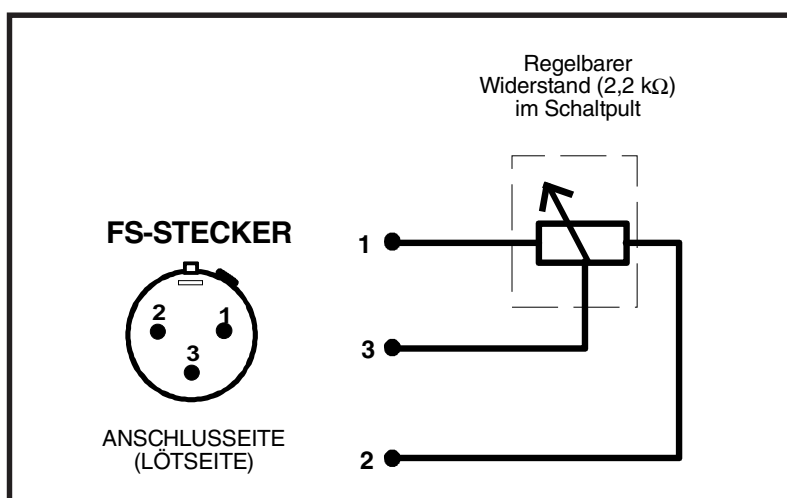 Regelbarer
Widerstand (2,2 kΩ)
im Schaltpult
FS-STECKER
2
1
3
ANSCHLUSSEITE
(LÖTSEITE)
1
3
2